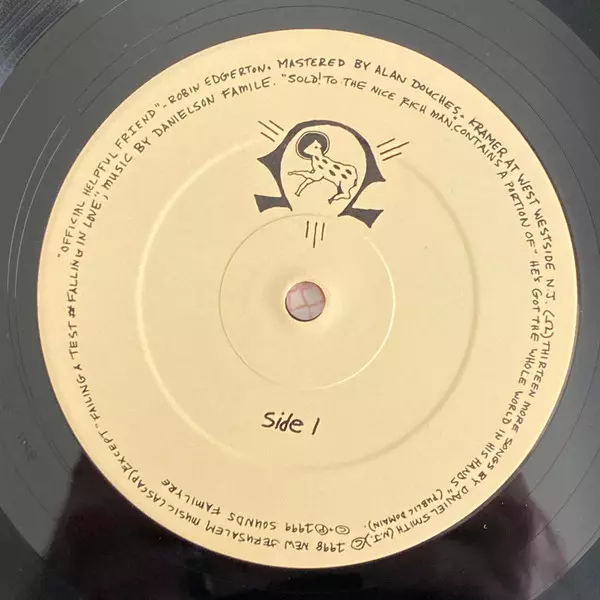 "OFFICIAL HELPFUL FRIEND"-ROBIN EDGERTON. MASTERED BY ALAN DOUCHES. KRAMER AT WEST WESTSIDE N.J. (-Ω) THIRTEEN MORE SONGS BY DANIEL SMITH (N.J.) © 1998 NEW JERUSALEM MUSIC (ASCAP) EXCEPT "FAILING A TEST # FALLING IN LOVE"; MUSIC BY DANIELSON FAMILE. "SOLD! TO THE NICE RICH MAN, CONTAINS A PORTION OF "HE'S GOT THE WHOLE WORLD IN HIS HANDS" (PUBLIC DOMAIN). ©+℗ 1999 SOUNDS FAMILYRE
Side 1